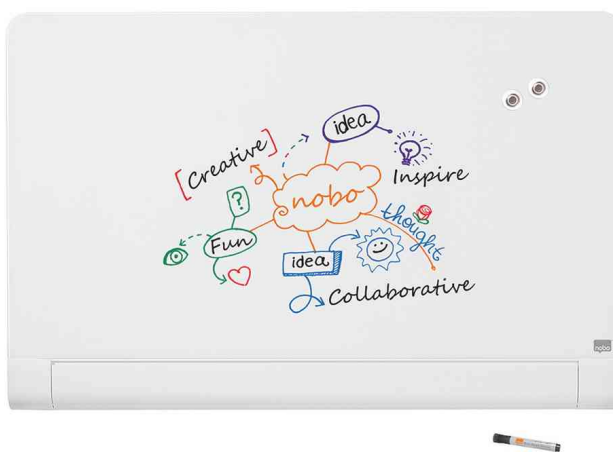 idea
[Creative]
Inspire
nobo
thought
?
Fun
idea
Collaborative
nobo